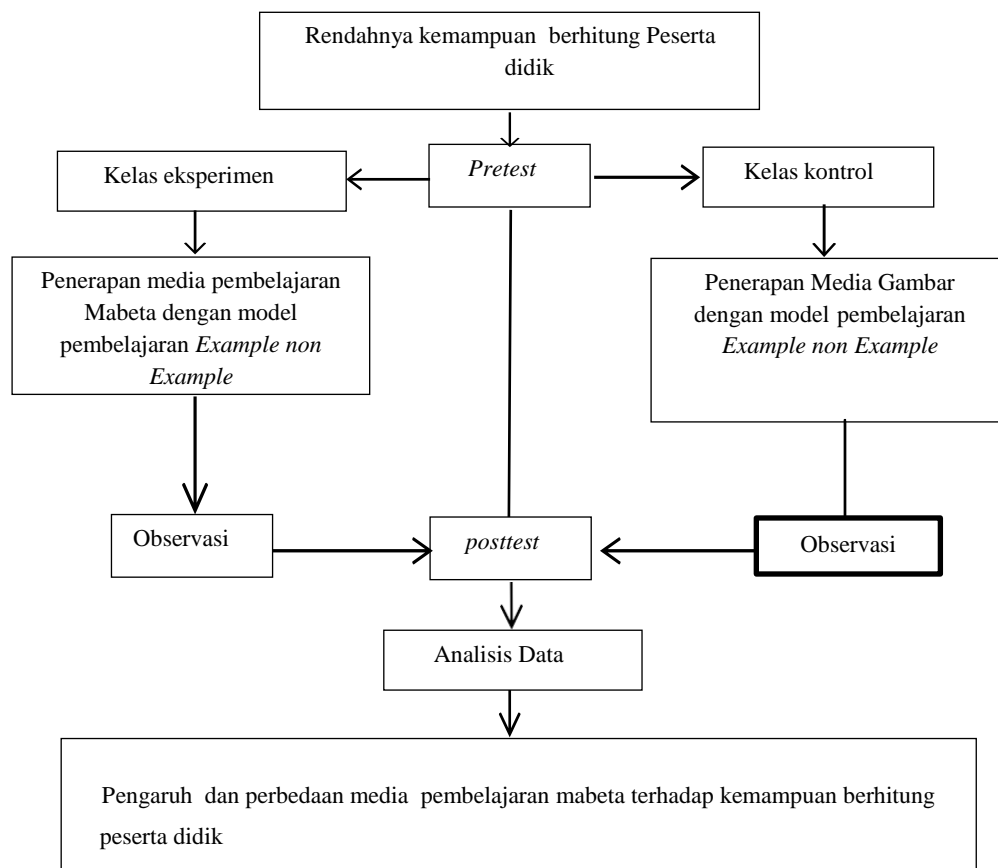 Rendahnya kemampuan berhitung Peserta
didik
Kelas eksperimen
Pretest
Kelas kontrol
Penerapan media pembelajaran
Mabeta dengan model
pembelajaran Example non
Example
Penerapan Media Gambar
dengan model pembelajaran
Example non Example
Observasi
posttest
Observasi
Analisis Data
Pengaruh dan perbedaan media pembelajaran mabeta terhadap kemampuan berhitung
peserta didik